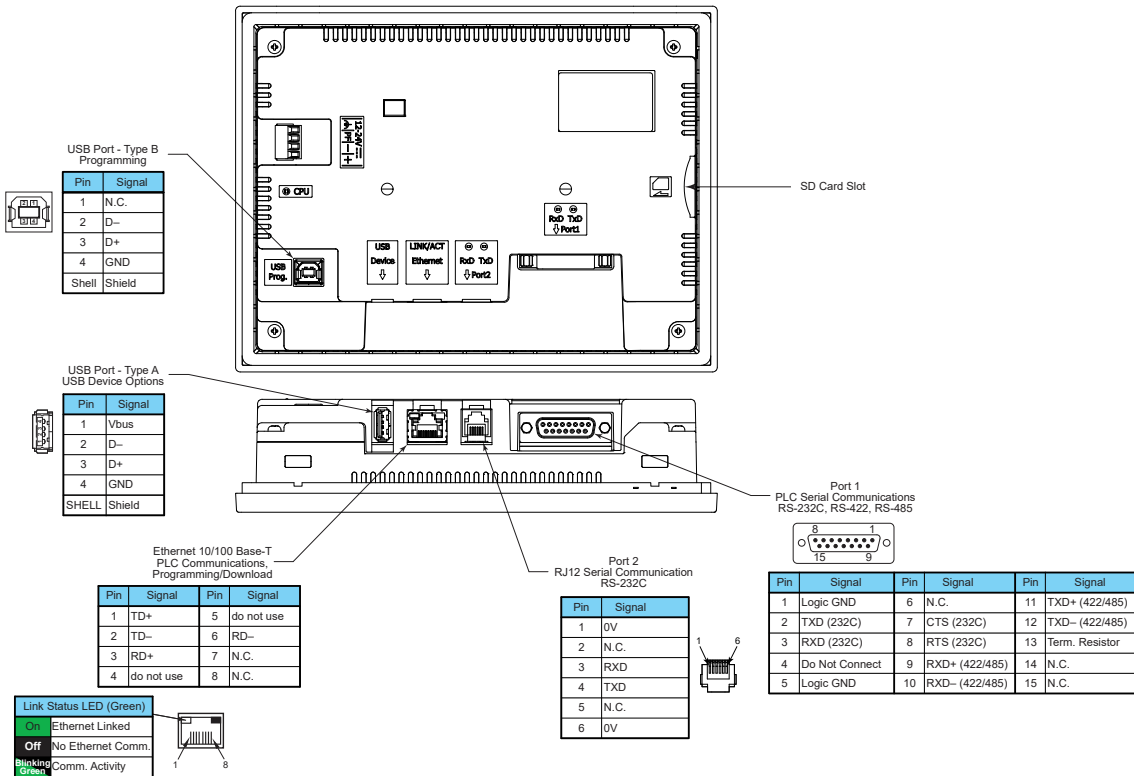 12-24V
CPU
RxD TxD
Port1
USB
Device
LINK/ACT
Ethernet
RxD TxD
Port2
USB
Prog.
SD Card Slot
USB Port - Type B
Programming
Pin Signal
1 N.C.
2 D–
3 D+
4 GND
Shell Shield
2 1
3 4
USB Port - Type A
USB Device Options
Pin Signal
1 Vbus
2 D–
3 D+
4 GND
SHELL Shield
Ethernet 10/100 Base-T
PLC Communications,
Programming/Download
Pin Signal Pin Signal
1 TD+ 5 do not use
2 TD– 6 RD–
3 RD+ 7 N.C.
4 do not use 8 N.C.
Link Status LED (Green)
On Ethernet Linked
Off No Ethernet Comm.
Blinking Green Comm. Activity
1 8
Port 2
RJ12 Serial Communication
RS-232C
Pin Signal
1 0V
2 N.C.
3 RXD
4 TXD
5 N.C.
6 0V
1 6
Port 1
PLC Serial Communications
RS-232C, RS-422, RS-485
8 1
15 9
Pin Signal Pin Signal Pin Signal
1 Logic GND 6 N.C. 11 TXD+ (422/485)
2 TXD (232C) 7 CTS (232C) 12 TXD– (422/485)
3 RXD (232C) 8 RTS (232C) 13 Term. Resistor
4 Do Not Connect 9 RXD+ (422/485) 14 N.C.
5 Logic GND 10 RXD– (422/485) 15 N.C.